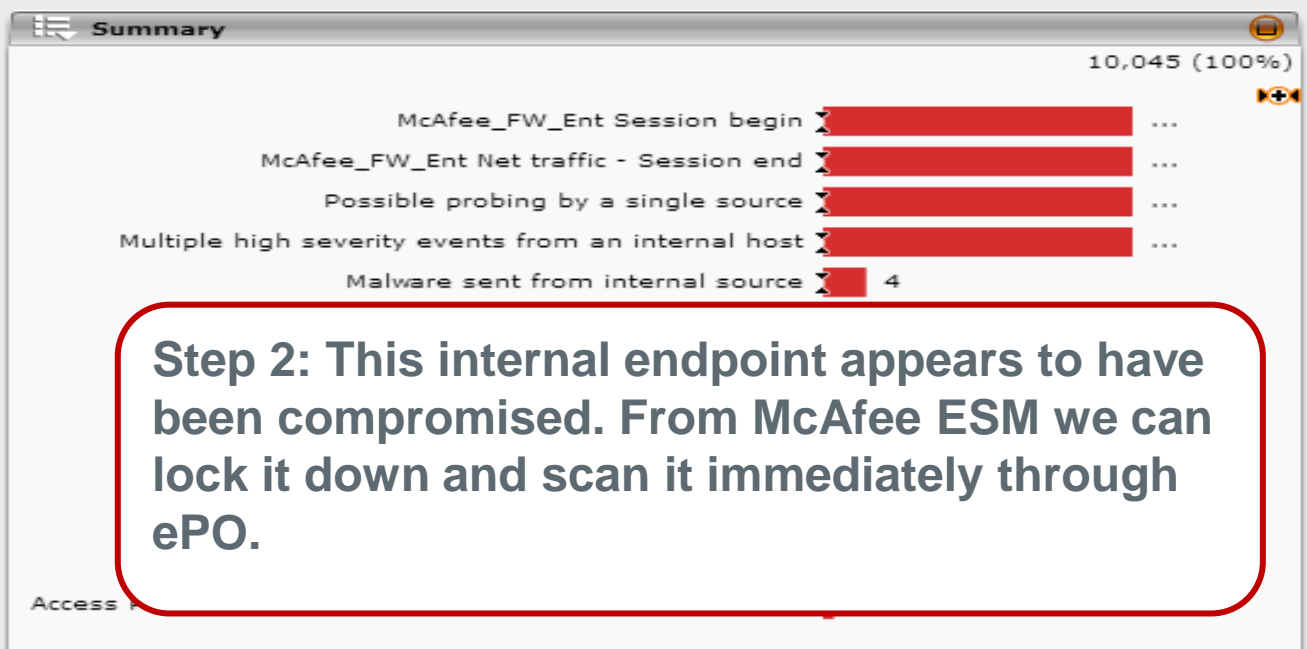 Summary
10,045 (100%)
McAfee_FW_Ent Session begin ...
McAfee_FW_Ent Net traffic - Session end ...
Possible probing by a single source ...
Multiple high severity events from an internal host ...
Malware sent from internal source 4
Step 2: This internal endpoint appears to have
been compromised. From McAfee ESM we can
lock it down and scan it immediately through
ePO.
Access